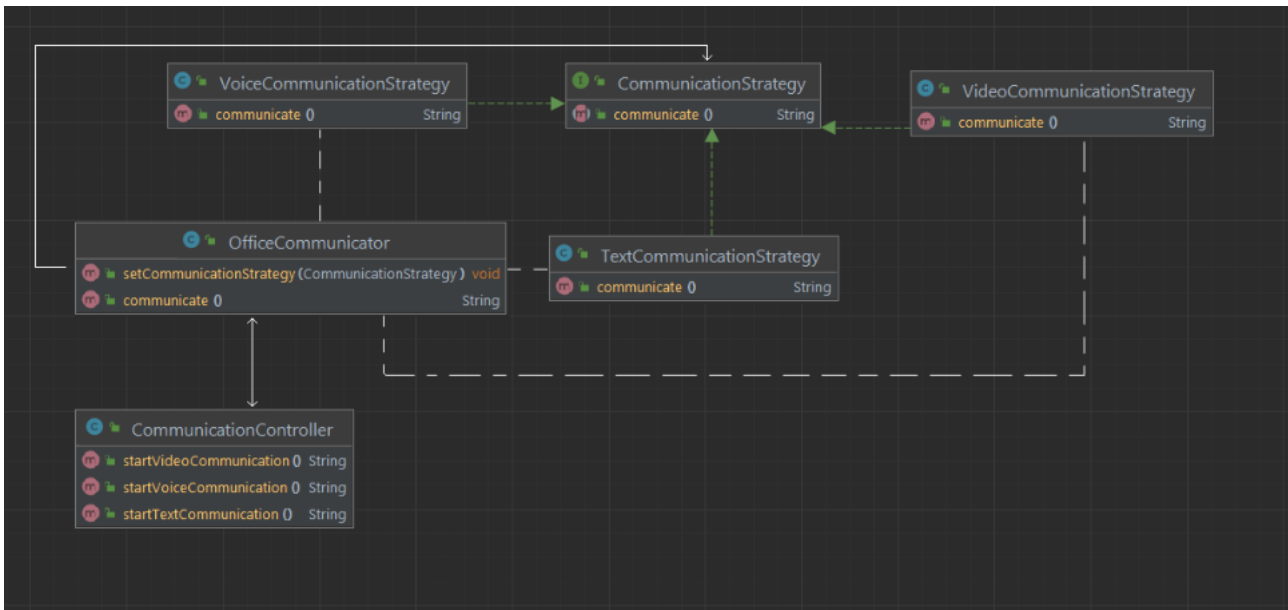 VoiceCommunicationStrategy
communicate () String
CommunicationStrategy
communicate () String
VideoCommunicationStrategy
communicate () String
OfficeCommunicator
setCommunicationStrategy (CommunicationStrategy) void
communicate () String
TextCommunicationStrategy
communicate () String
CommunicationController
startVideoCommunication () String
startVoiceCommunication () String
startTextCommunication () String